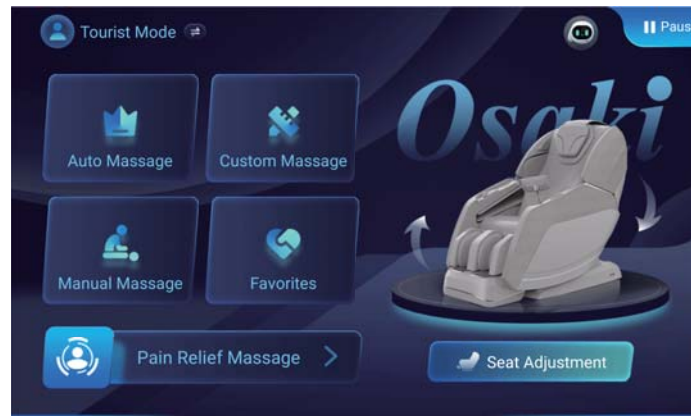 Tourist Mode
Paus
Osaki
Auto Massage
Custom Massage
Manual Massage
Favorites
Pain Relief Massage
Seat Adjustment